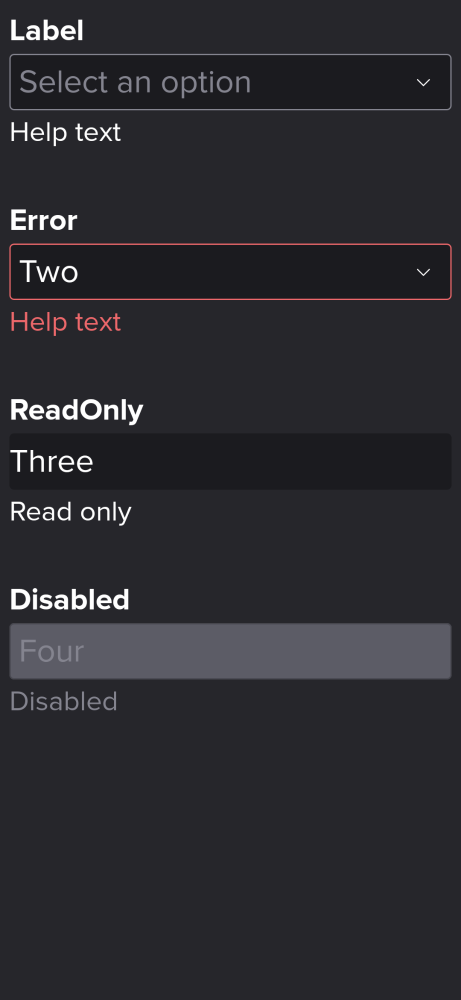 Label
Select an option
Help text
Error
Two
Help text
ReadOnly
Three
Read only
Disabled
Four
Disabled